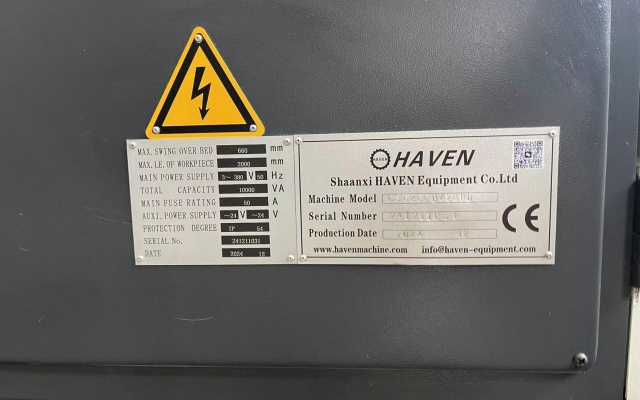 MAX. SWING OVER BED 660 mm
MAX. LE. OF WORKPIECE 2000 mm
MAIN POWER SUPPLY 3~ 380 V 50 Hz
TOTAL CAPACITY 10000 VA
MAIN FUSE RATING 50 A
AUXI. POWER SUPPLY ~24 V ~24 V
PROTECTION DEGREE IP 54
SERIAL No. 241211031
DATE 2024 12
HAVEN HAVEN
Shaanxi HAVEN Equipment Co.Ltd
Machine Model
Serial Number
Production Date 2024 12
CE
www.havenmachine.com info@haven-equipment.com